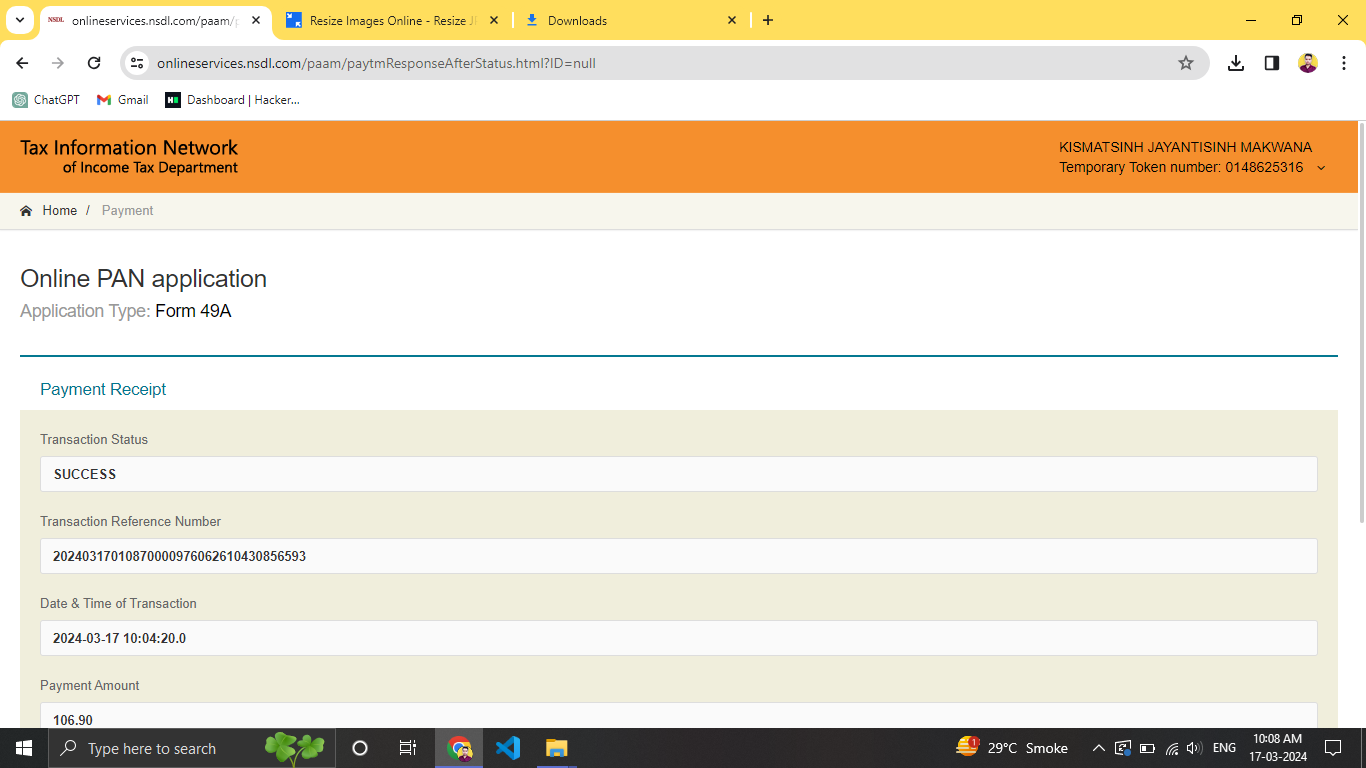 NSDL onlineservices.nsdl.com/paam/p
Resize Images Online - Resize JP
Downloads
onlineservices.nsdl.com/paam/paytmResponseAfterStatus.html?ID=null
ChatGPT Gmail Dashboard | Hacker...
Tax Information Network
of Income Tax Department
KISMATSINH JAYANTISINH MAKWANA
Temporary Token number: 0148625316
Home / Payment
Online PAN application
Application Type: Form 49A
Payment Receipt
Transaction Status
SUCCESS
Transaction Reference Number
20240317010870000976062610430856593
Date & Time of Transaction
2024-03-17 10:04:20.0
Payment Amount
106.90
Type here to search
1
29°C Smoke
ENG
10:08 AM
17-03-2024